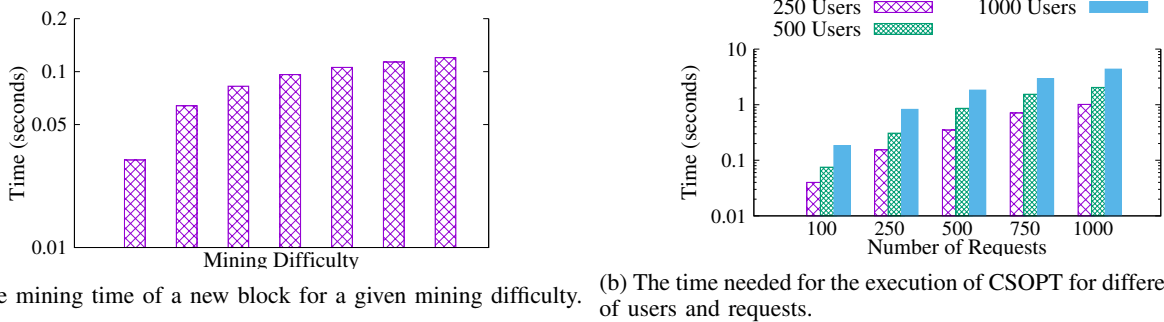 0.2
0.1
0.05
0.01
Time (seconds)
Mining Difficulty
mining time of a new block for a given mining difficulty.
250 Users
500 Users
1000 Users
10
1
0.1
0.01
Time (seconds)
100 250 500 750 1000
Number of Requests
(b) The time needed for the execution of CSOPT for differe
of users and requests.